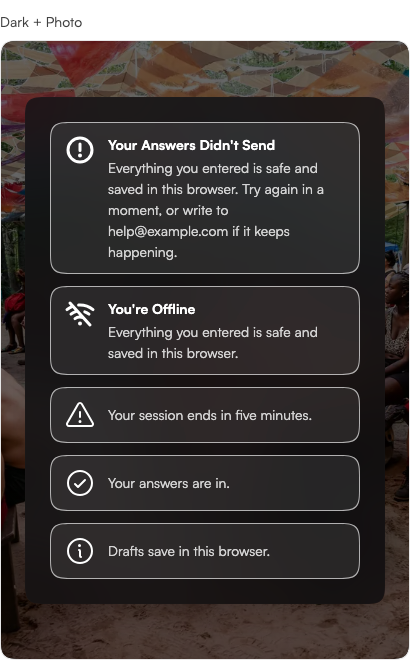 Dark + Photo
Your Answers Didn't Send
Everything you entered is safe and
saved in this browser. Try again in a
moment, or write to
help@example.com if it keeps
happening.
You're Offline
Everything you entered is safe and
saved in this browser.
Your session ends in five minutes.
Your answers are in.
Drafts save in this browser.